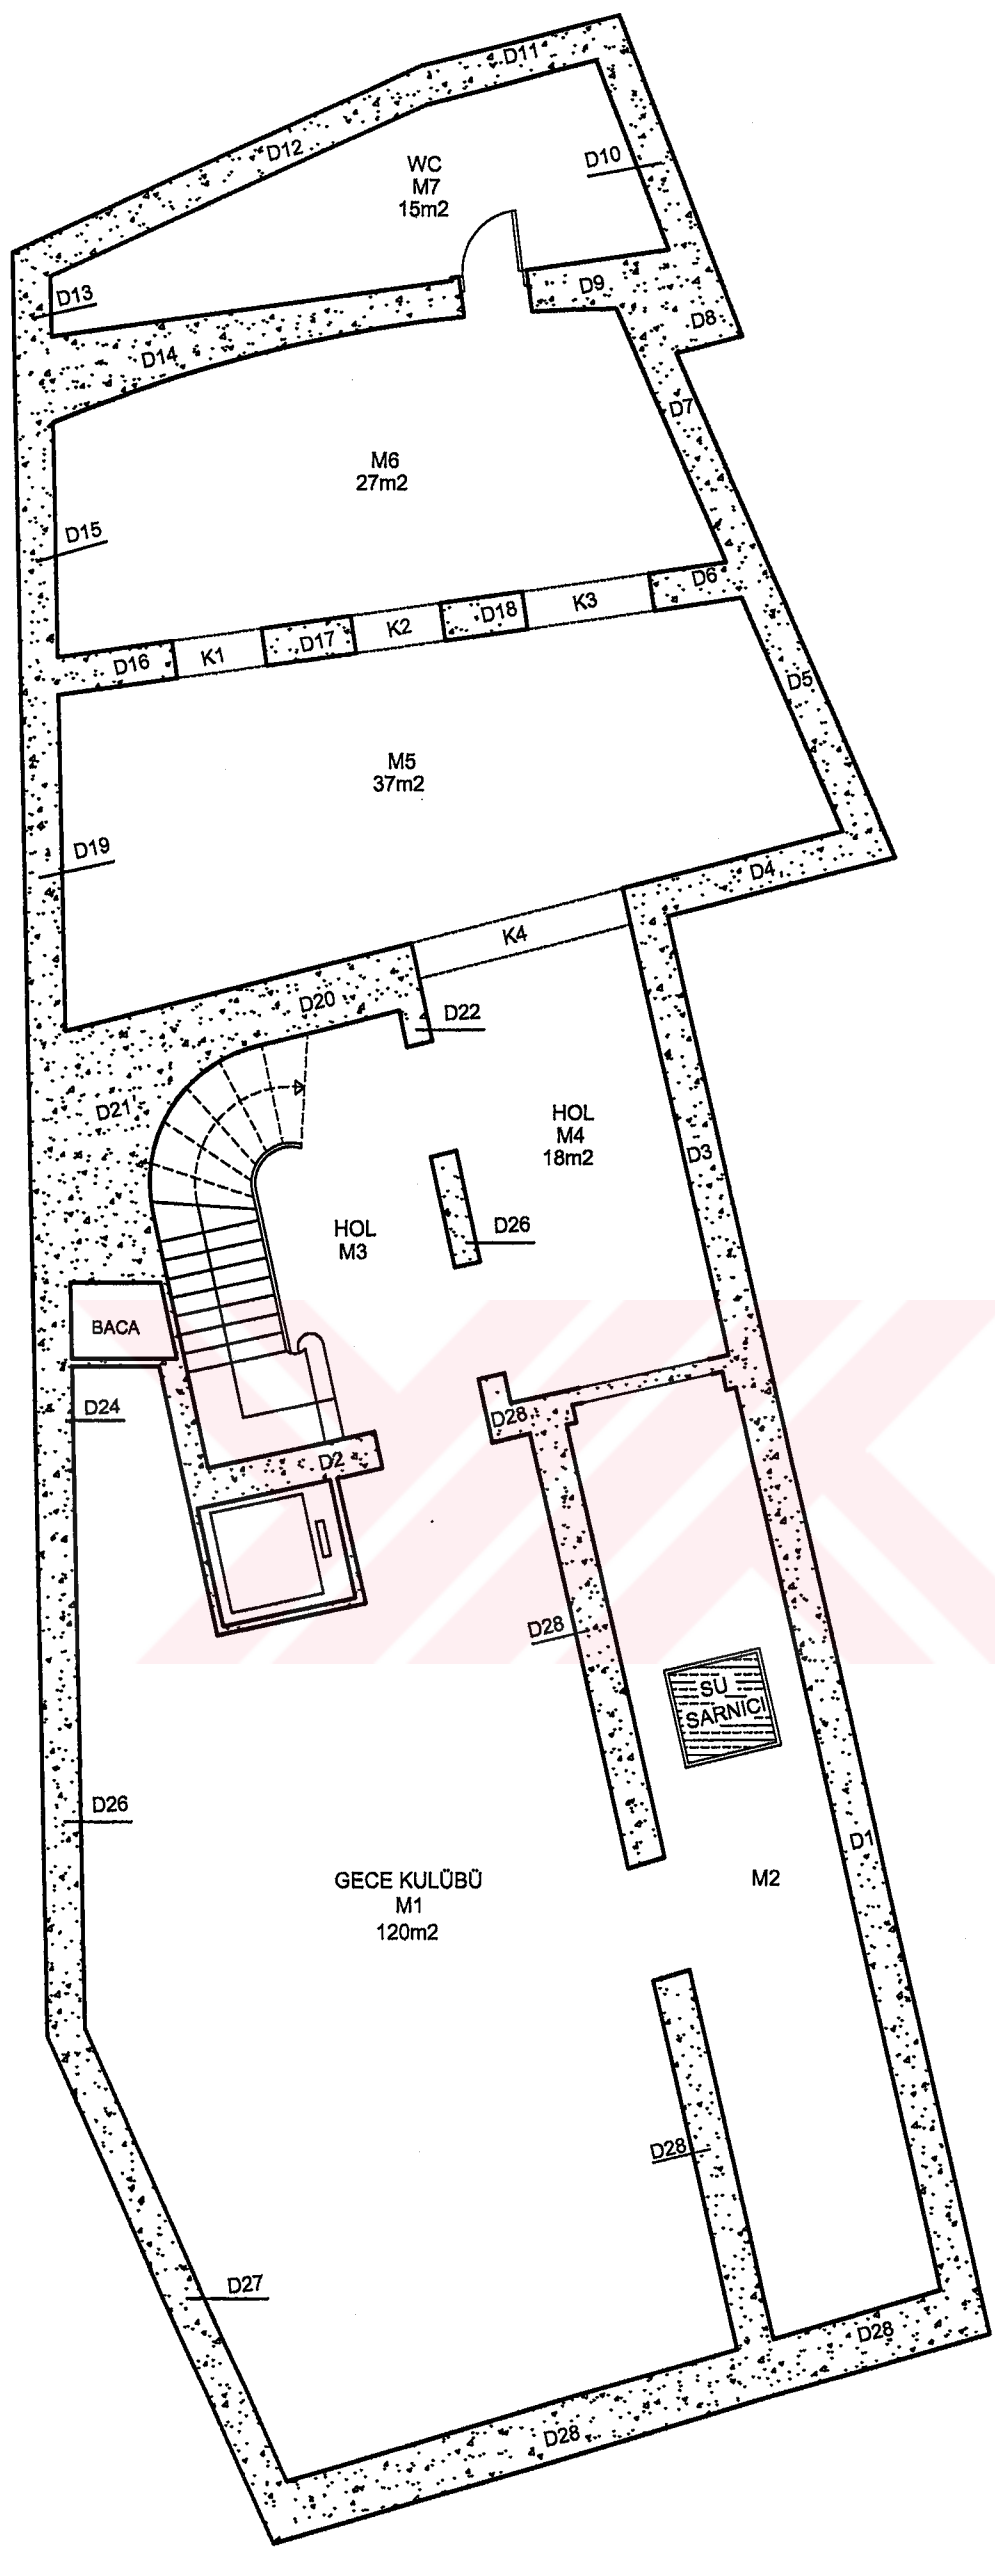 D11
D12
WC
M7
15m2
D10
D13
D9
D8
D14
D7
M6
27m2
D15
D6
K3
D18
K2
D17
K1
D16
D5
M5
37m2
D19
D4
K4
D20
D22
D21
HOL
M4
18m2
D3
HOL
M3
D26
BACA
D24
D28
D2
D28
SU
SARNICI
D26
D1
GECE KULÜBÜ
M1
120m2
M2
D28
D27
D28
D28